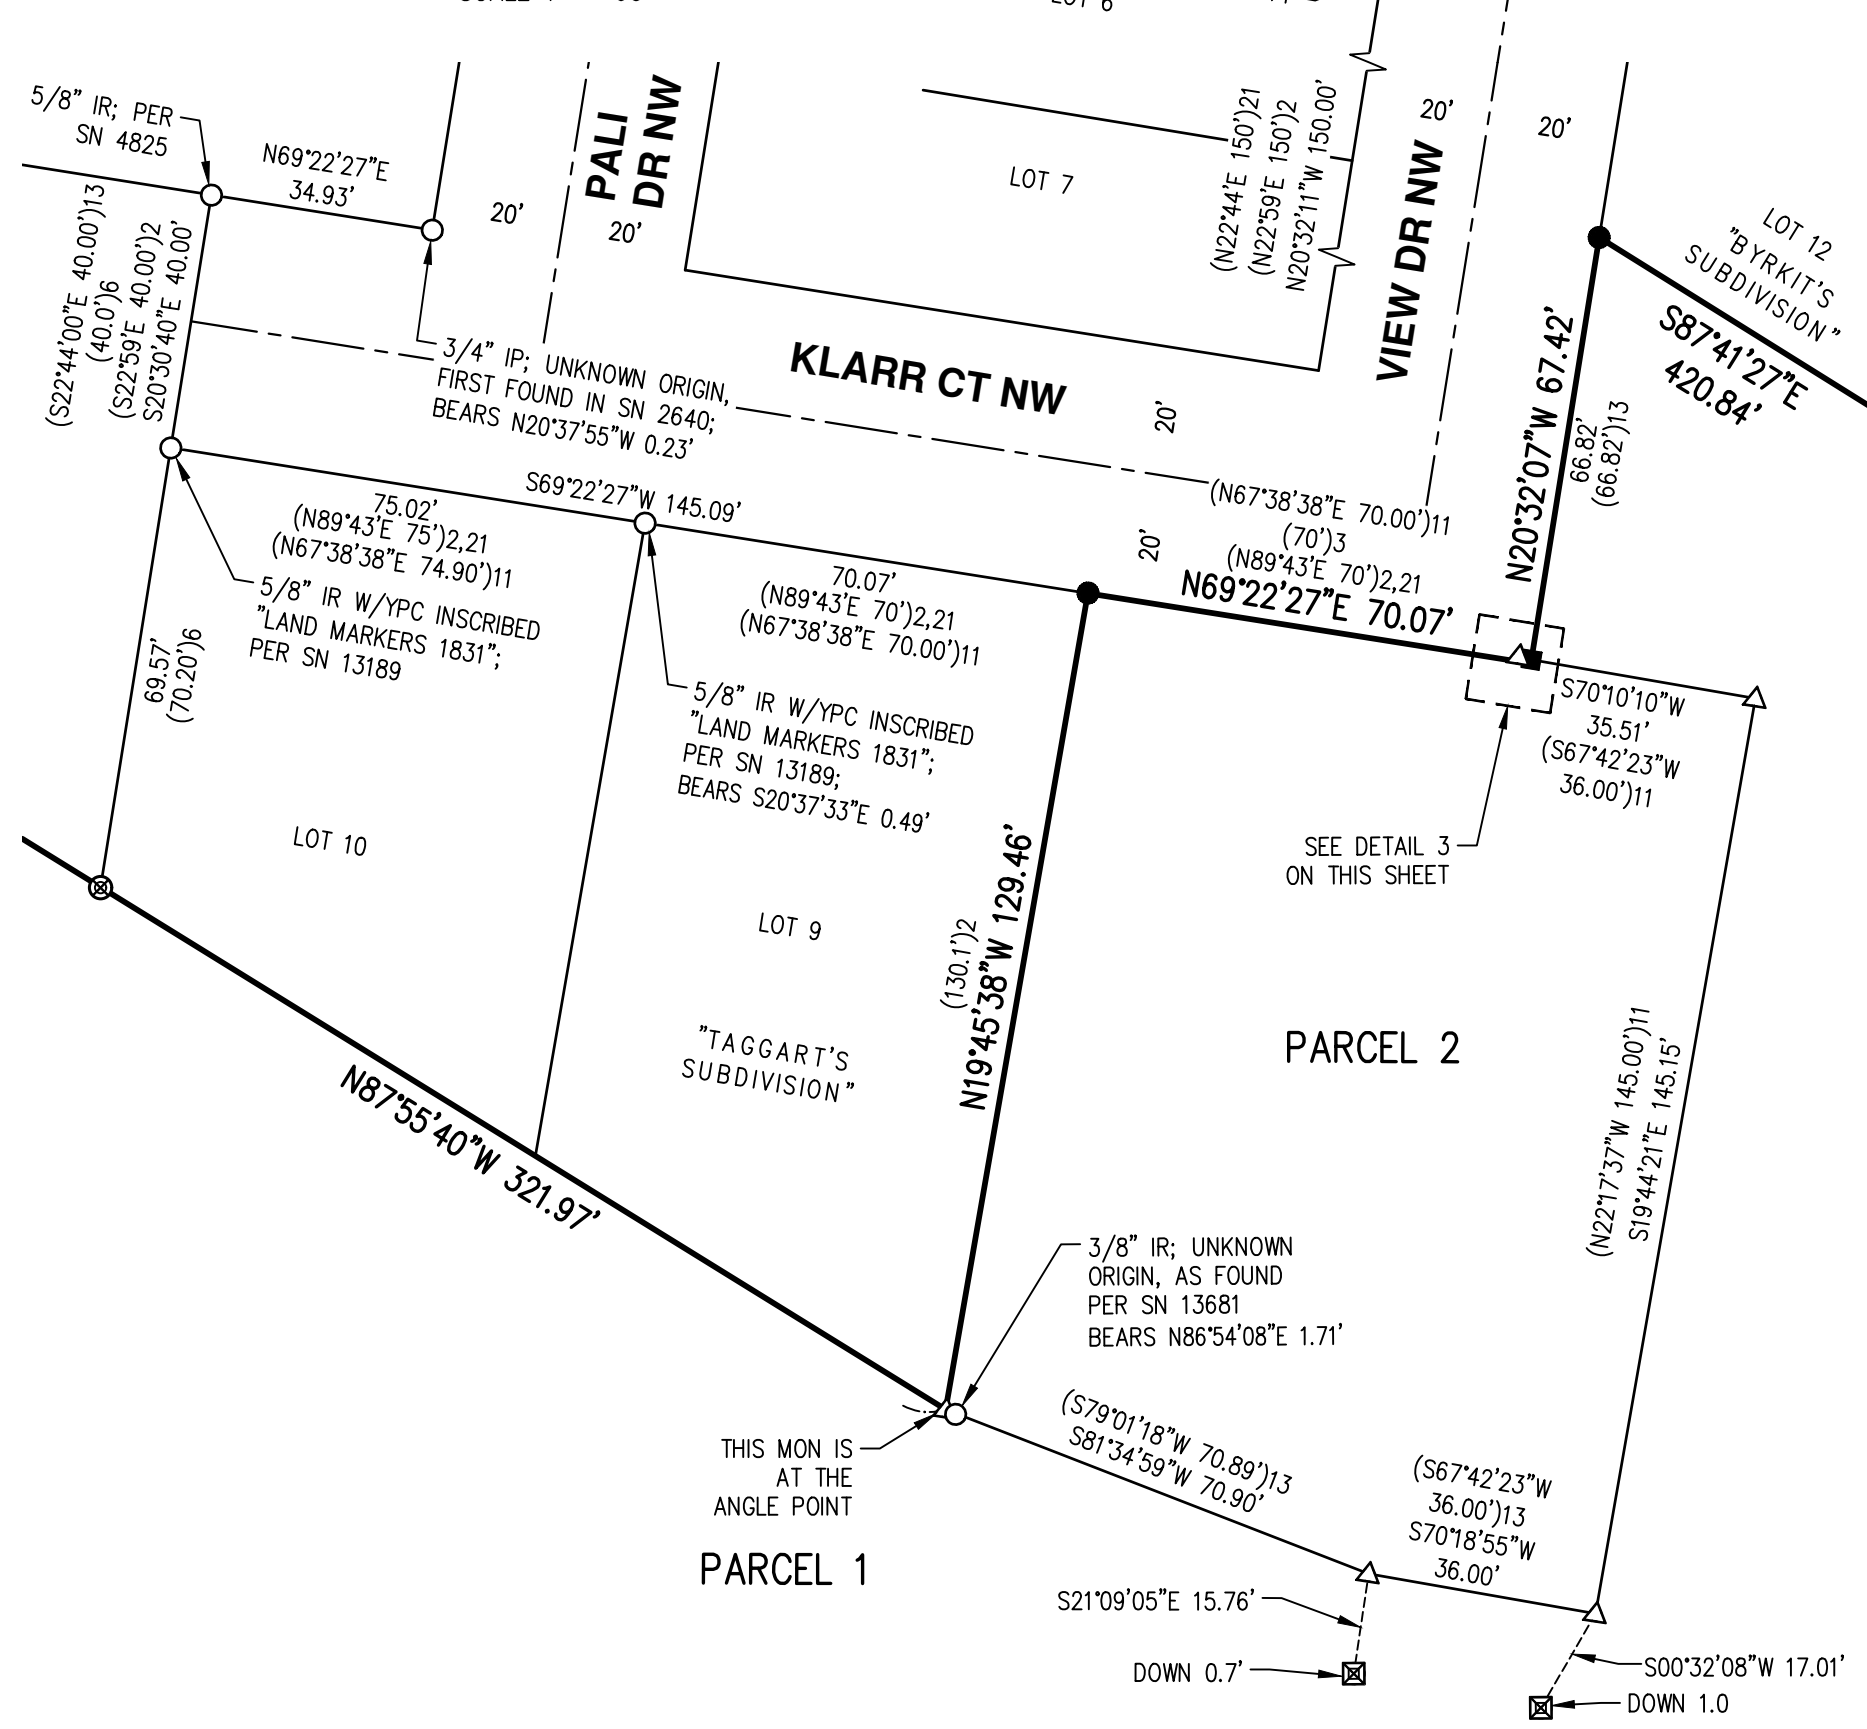 LOT 6
5/8" IR; PER
SN 4825
N69°22'27"E
34.93'
PALI
DR NW
20'
20'
LOT 7
(N22°44'E 150')21
(N22°59'E 150')2
N20°32'11"W 150.00'
VIEW DR NW
20'
20'
LOT 12
"BYRKIT'S
SUBDIVISION"
S87°41'27"E
420.84'
(S22°44'00"E 40.00')13
(40.0')6
(S22°59'E 40.00')2
S20°30'40"E 40.00'
3/4" IP; UNKNOWN ORIGIN,
FIRST FOUND IN SN 2640;
BEARS N20°37'55"W 0.23'
KLARR CT NW
20'
20'
N20°32'07"W 67.42'
66.82'
(66.82')13
S69°22'27"W 145.09'
75.02'
(N89°43'E 75')2,21
(N67°38'38"E 74.90')11
5/8" IR W/YPC INSCRIBED
"LAND MARKERS 1831";
PER SN 13189
70.07'
(N89°43'E 70')2,21
(N67°38'38"E 70.00')11
(N67°38'38"E 70.00')11
(70')3
(N89°43'E 70')2,21
N69°22'27"E 70.07'
69.57'
(70.20')6
5/8" IR W/YPC INSCRIBED
"LAND MARKERS 1831";
PER SN 13189;
BEARS S20°37'33"E 0.49'
S70°10'10"W
35.51'
(S67°42'23"W
36.00')11
SEE DETAIL 3
ON THIS SHEET
LOT 10
LOT 9
(130.1')2
N19°45'38"W 129.46'
"TAGGART'S
SUBDIVISION"
PARCEL 2
(N22°17'37"W 145.00')11
S19°44'21"E 145.15'
N87°55'40"W 321.97'
3/8" IR; UNKNOWN
ORIGIN, AS FOUND
PER SN 13681
BEARS N86°54'08"E 1.71'
THIS MON IS
AT THE
ANGLE POINT
(S79°01'18"W 70.89')13
S81°34'59"W 70.90'
(S67°42'23"W
36.00')13
S70°18'55"W
36.00'
PARCEL 1
S21°09'05"E 15.76'
DOWN 0.7'
S00°32'08"W 17.01'
DOWN 1.0